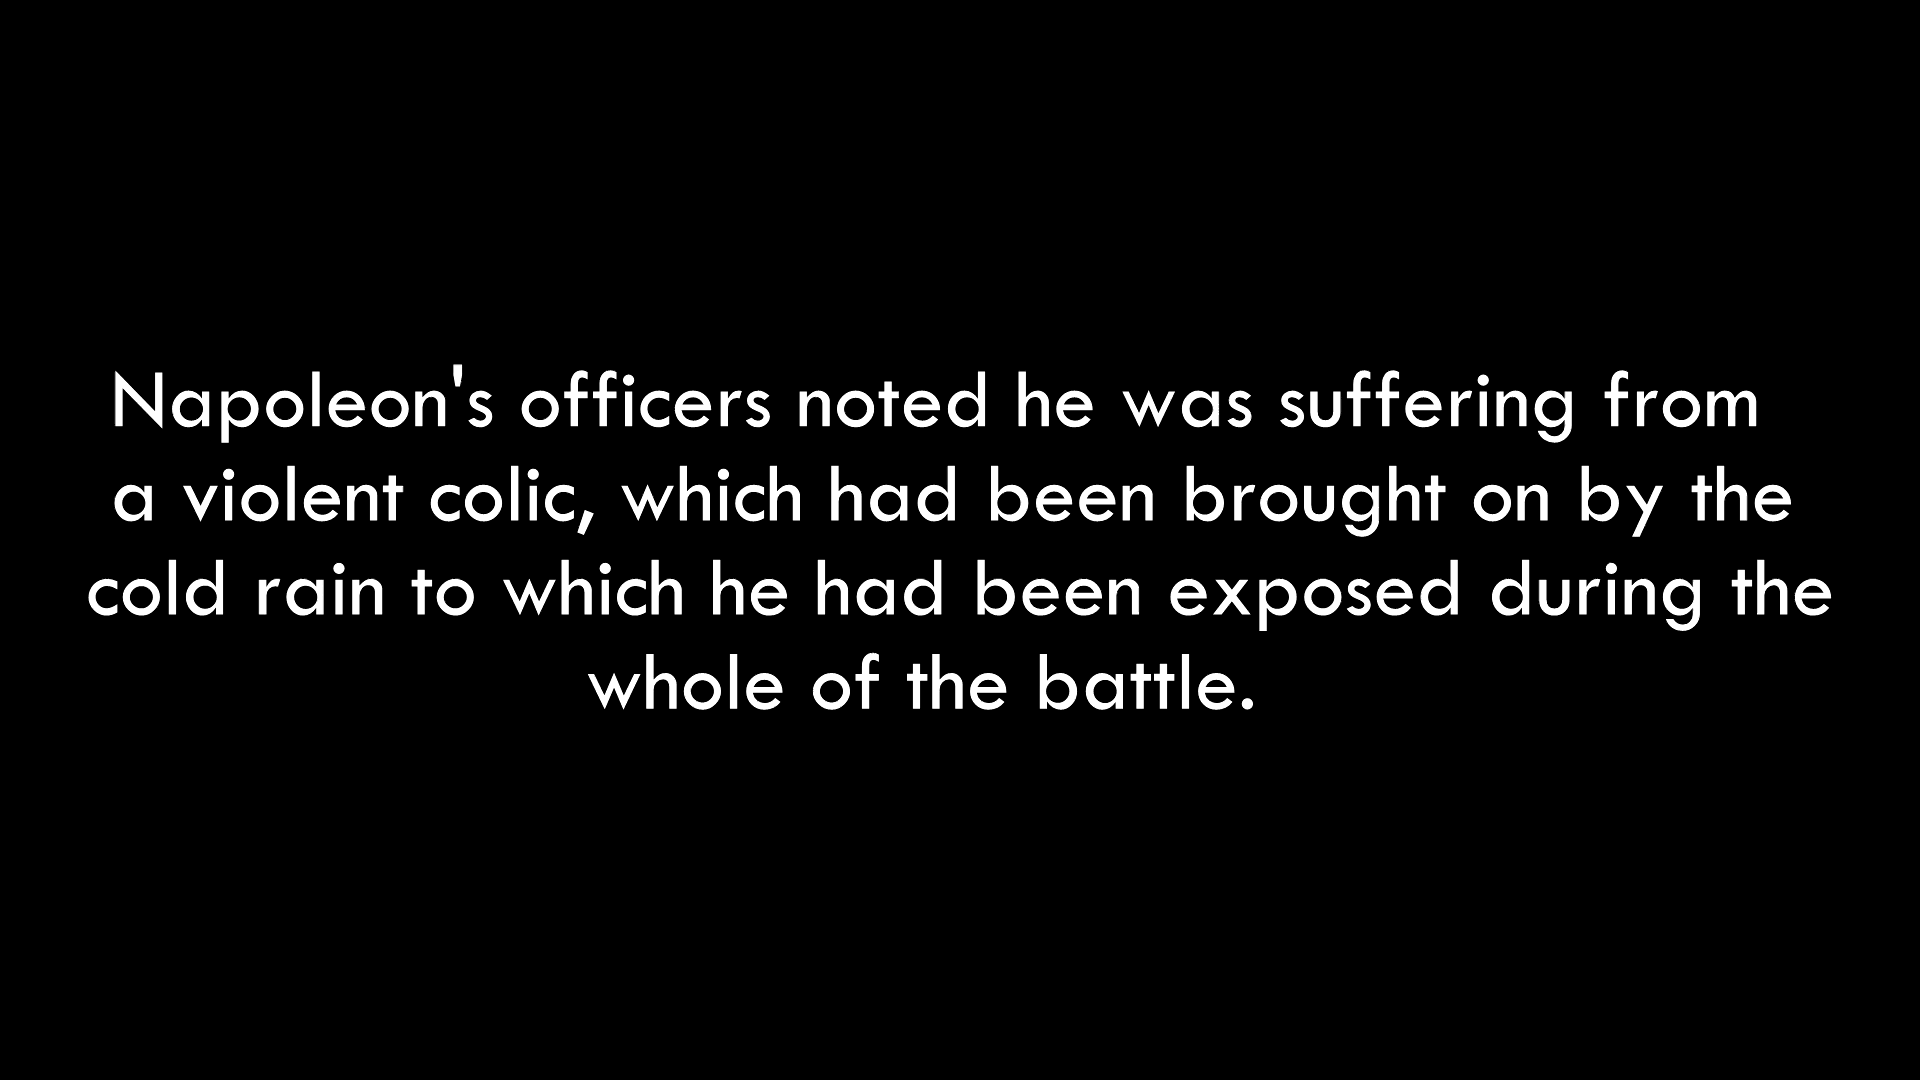 Napoleon's officers noted he was suffering from
a violent colic, which had been brought on by the
cold rain to which he had been exposed during the
whole of the battle.